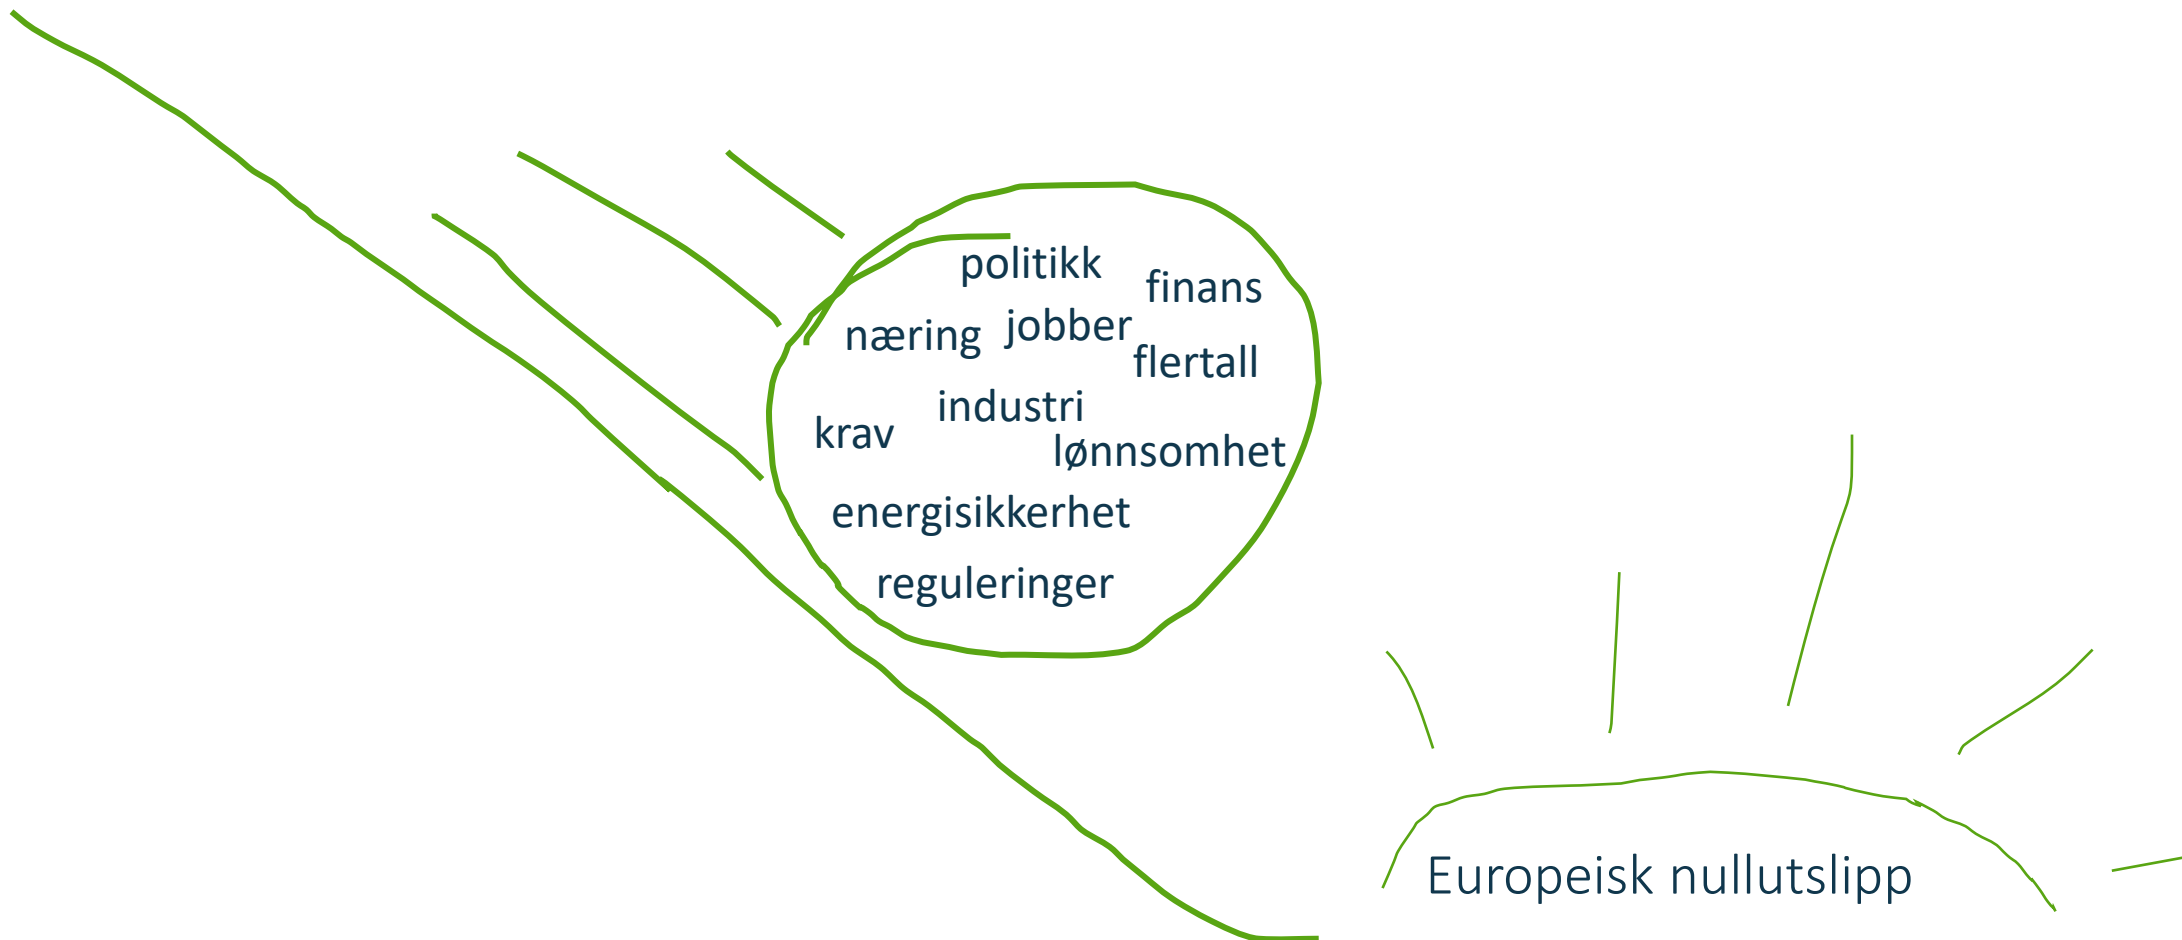 politikk
finans
næring
jobber
flertall
industri
krav
lønnsomhet
energisikkerhet
reguleringer
Europeisk nullutslipp